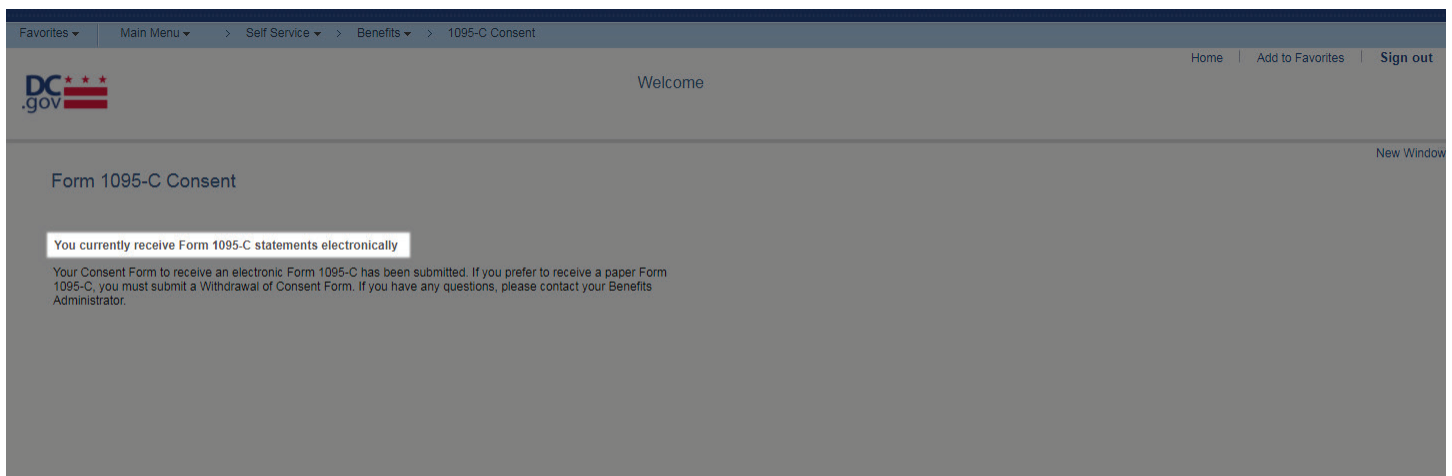 Favorites Main Menu > Self Service > Benefits > 1095-C Consent
Home Add to Favorites Sign out
DC
.gov
Welcome
New Window
Form 1095-C Consent
You currently receive Form 1095-C statements electronically
Your Consent Form to receive an electronic Form 1095-C has been submitted. If you prefer to receive a paper Form
1095-C, you must submit a Withdrawal of Consent Form. If you have any questions, please contact your Benefits
Administrator.